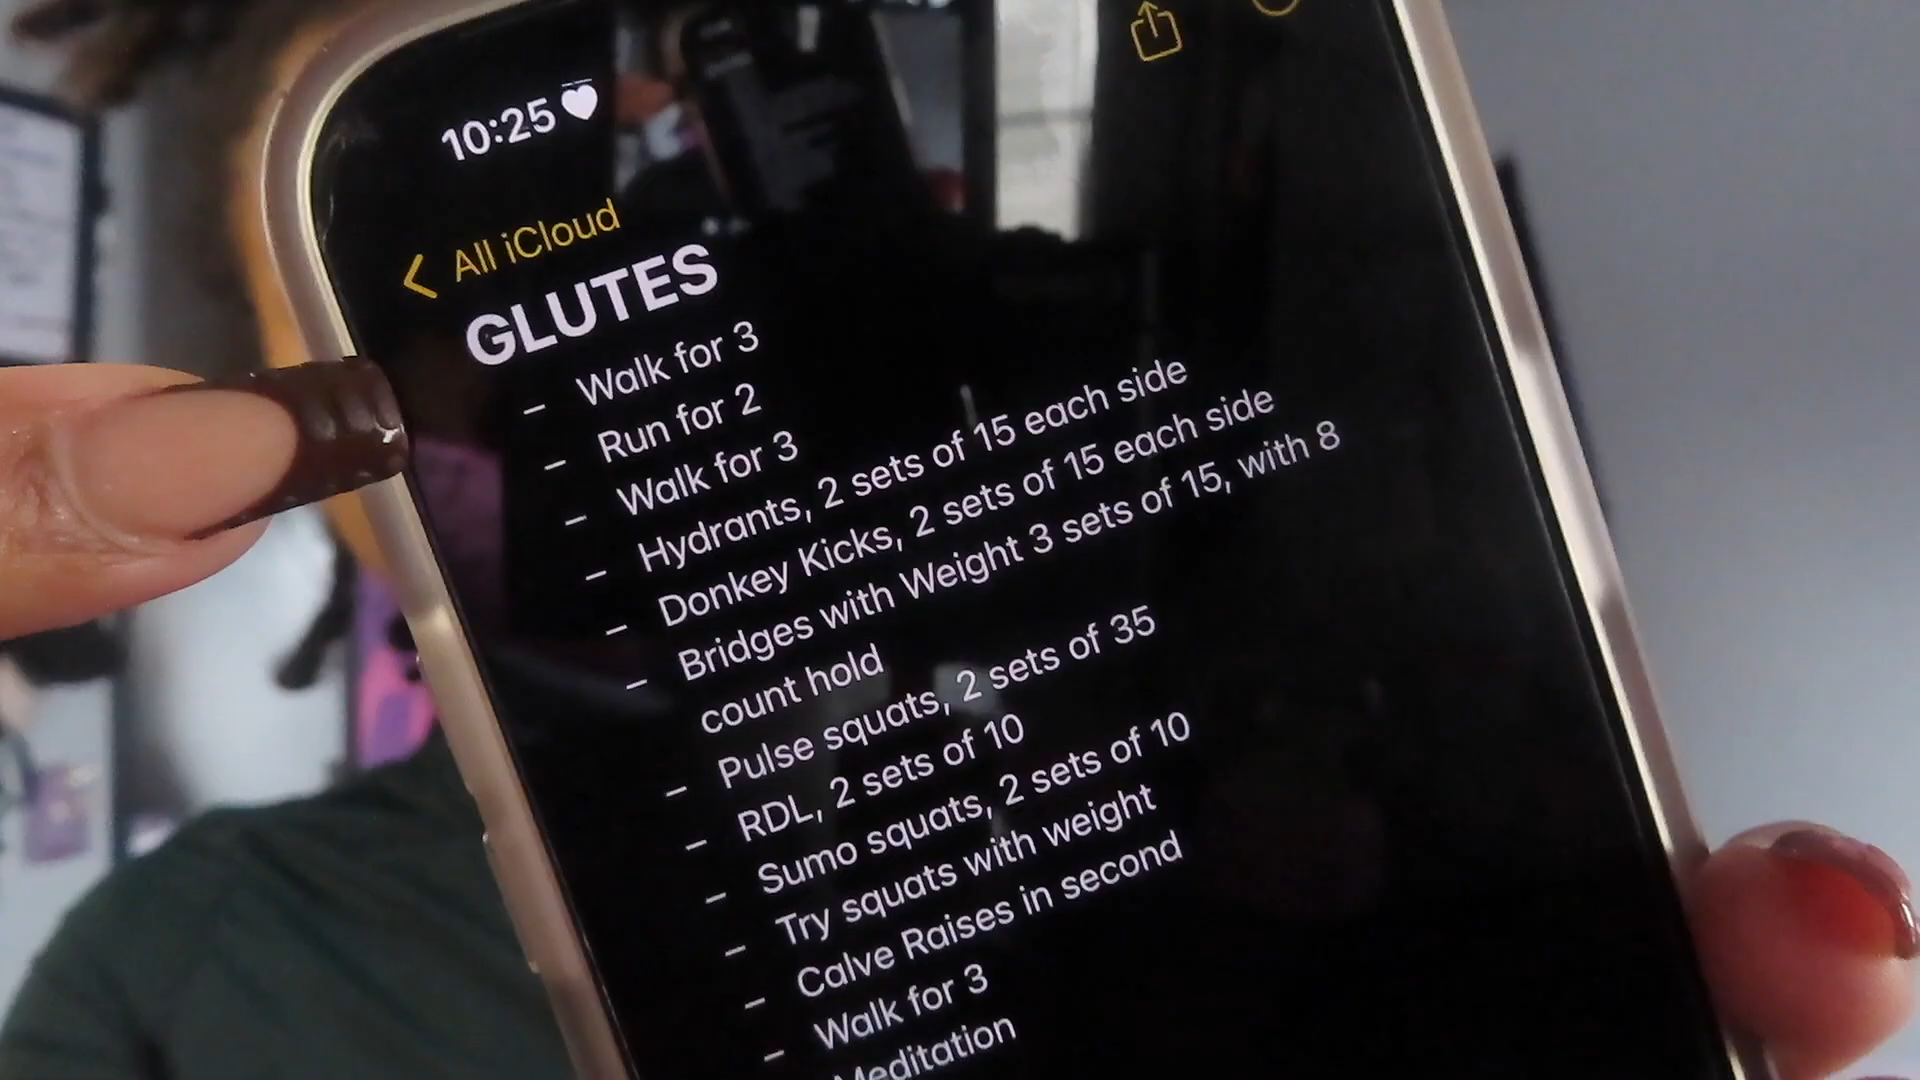 10:25
All iCloud
GLUTES
– Walk for 3
– Run for 2
– Walk for 3
– Hydrants, 2 sets of 15 each side
– Donkey Kicks, 2 sets of 15 each side
– Bridges with Weight 3 sets of 15, with 8
count hold
– Pulse squats, 2 sets of 35
– RDL, 2 sets of 10
– Sumo squats, 2 sets of 10
– Try squats with weight
– Calve Raises in second
– Walk for 3
Meditation